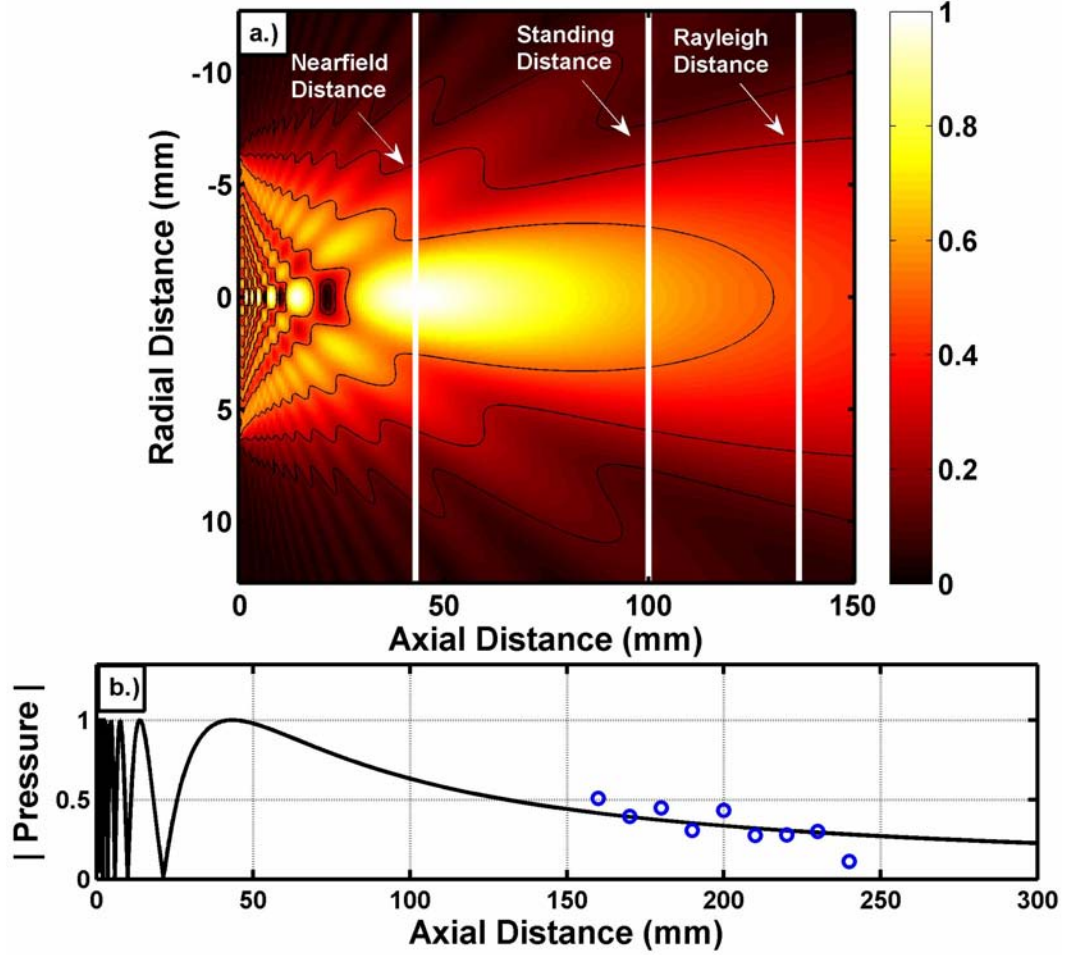 a.)
Nearfield
Distance
Standing
Distance
Rayleigh
Distance
-10
-5
0
5
10
Radial Distance (mm)
0
50
100
150
Axial Distance (mm)
1
0.8
0.6
0.4
0.2
0
b.)
| Pressure |
1
0.5
0
0
50
100
150
200
250
300
Axial Distance (mm)